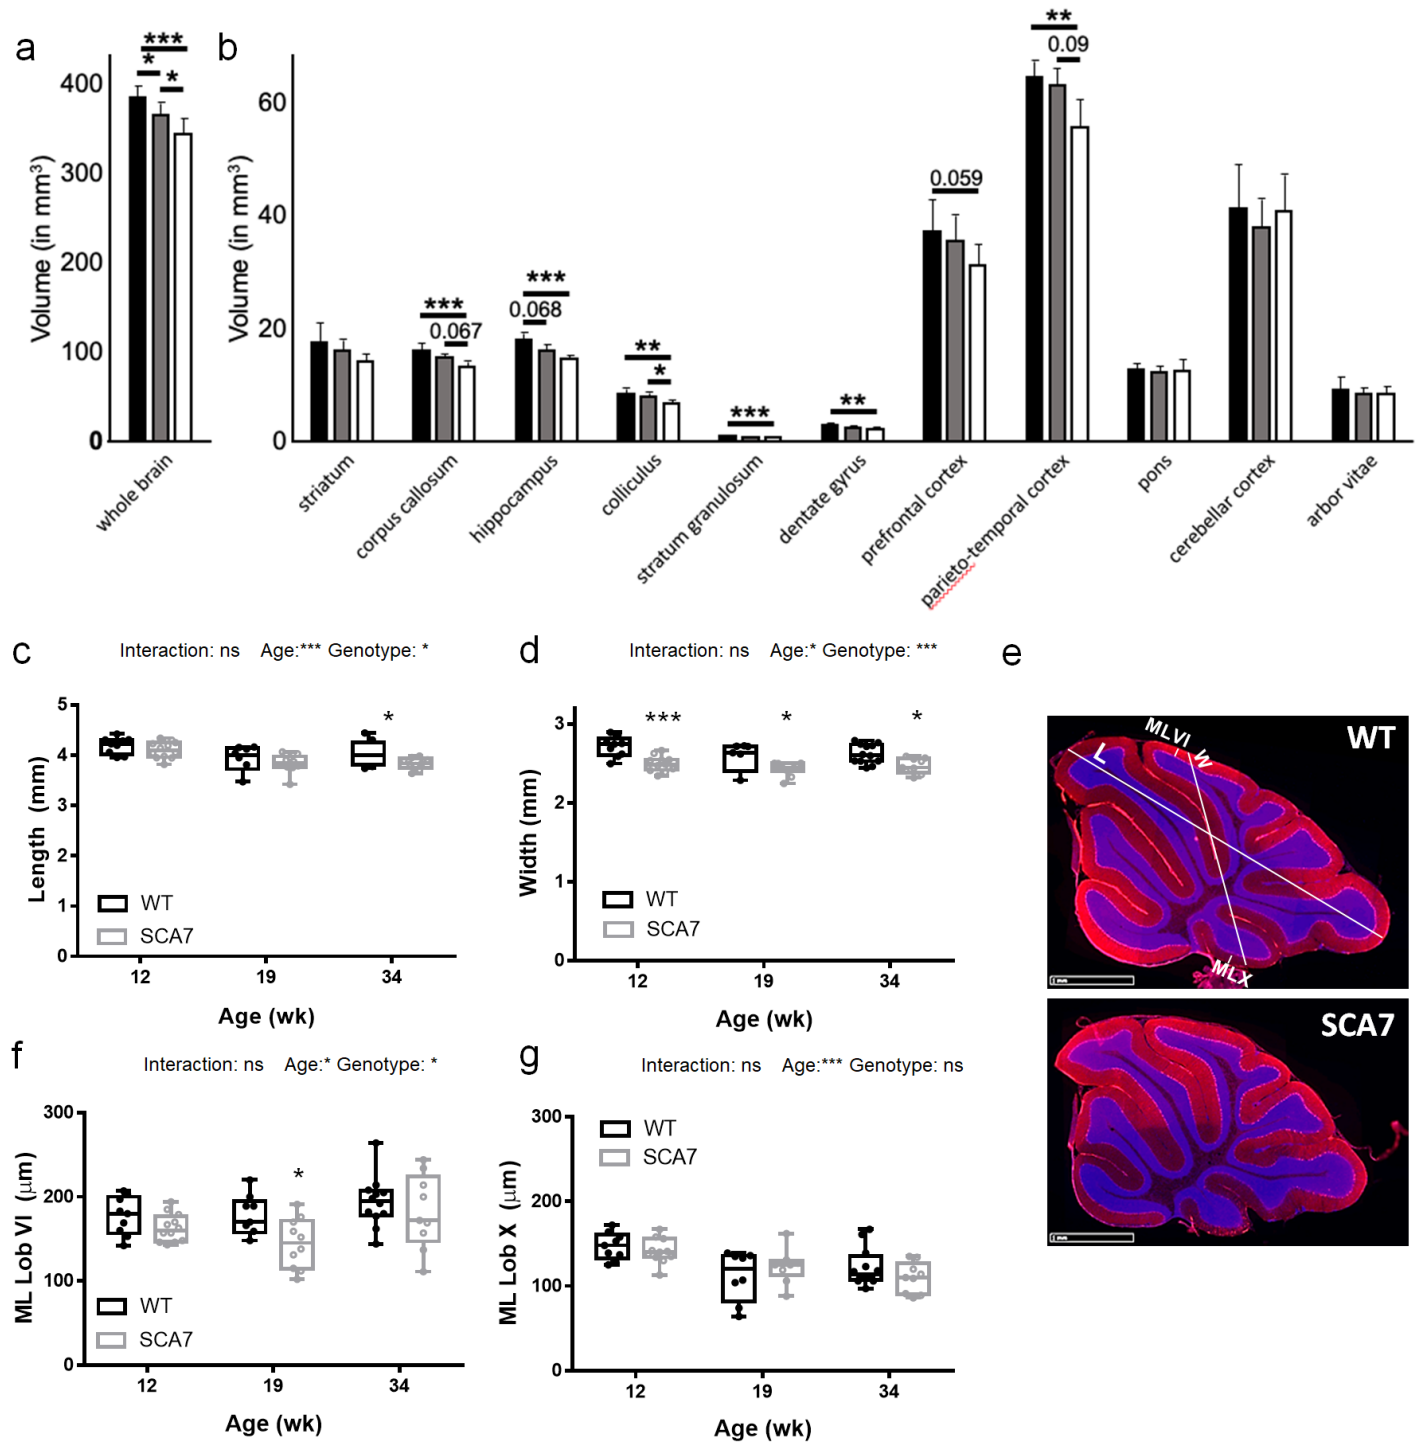 a
b
***
*
*
400
300
200
100
0
Volume (in mm³)
whole brain
60
40
20
0
Volume (in mm³)
***
0.067
***
0.068
**
*
***
**
0.059
**
0.09
striatum
corpus callosum
hippocampus
colliculus
stratum granulosum
dentate gyrus
prefrontal cortex
parieto-temporal cortex
pons
cerebellar cortex
arbor vitae
c
Interaction: ns Age:*** Genotype: *
5
4
3
2
1
0
Length (mm)
*
WT
SCA7
12 19 34
Age (wk)
d
Interaction: ns Age:* Genotype: ***
3
2
1
0
Width (mm)
*** * *
WT
SCA7
12 19 34
Age (wk)
e
WT
MLVI
W
L
MLX
SCA7
f
Interaction: ns Age:* Genotype: *
300
200
100
0
ML Lob VI (μm)
*
WT
SCA7
12 19 34
Age (wk)
g
Interaction: ns Age:*** Genotype: ns
300
200
100
0
ML Lob X (μm)
WT
SCA7
12 19 34
Age (wk)